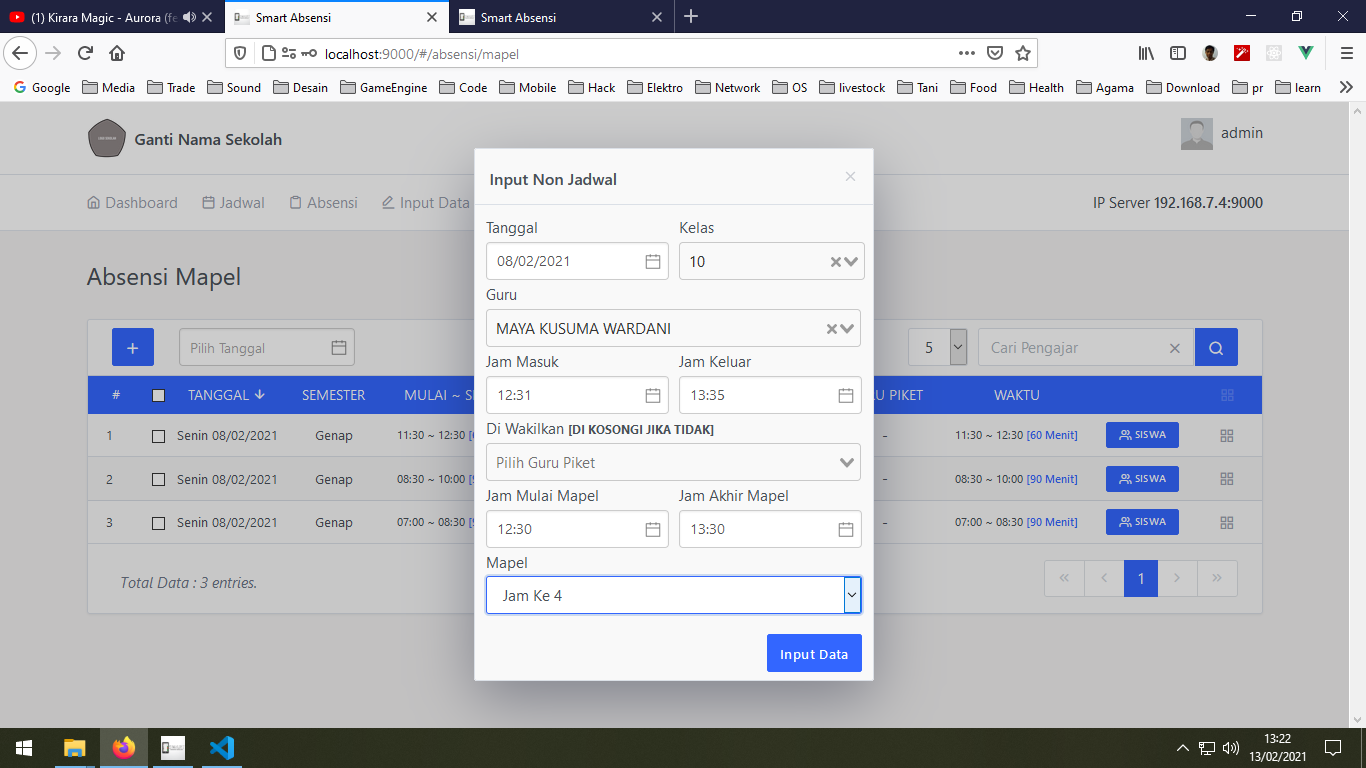 (1) Kirara Magic - Aurora (fe
Smart Absensi
Smart Absensi
localhost:9000/#/absensi/mapel
Google Media Trade Sound Desain GameEngine Code Mobile Hack Elektro Network OS livestock Tani Food Health Agama Download pr learn
Ganti Nama Sekolah
admin
Dashboard Jadwal Absensi Input Data
IP Server 192.168.7.4:9000
Absensi Mapel
+ Pilih Tanggal
5 Cari Pengajar
# TANGGAL SEMESTER MULAI ~ S
U PIKET WAKTU
1 Senin 08/02/2021 Genap 11:30 ~ 12:30
- 11:30 ~ 12:30 [60 Menit] SISWA
2 Senin 08/02/2021 Genap 08:30 ~ 10:00
- 08:30 ~ 10:00 [90 Menit] SISWA
3 Senin 08/02/2021 Genap 07:00 ~ 08:30
- 07:00 ~ 08:30 [90 Menit] SISWA
Total Data : 3 entries.
« ‹ 1 › »
Input Non Jadwal
Tanggal Kelas
08/02/2021 10
Guru
MAYA KUSUMA WARDANI
Jam Masuk Jam Keluar
12:31 13:35
Di Wakilkan [DI KOSONGI JIKA TIDAK]
Pilih Guru Piket
Jam Mulai Mapel Jam Akhir Mapel
12:30 13:30
Mapel
Jam Ke 4
Input Data
13:22
13/02/2021